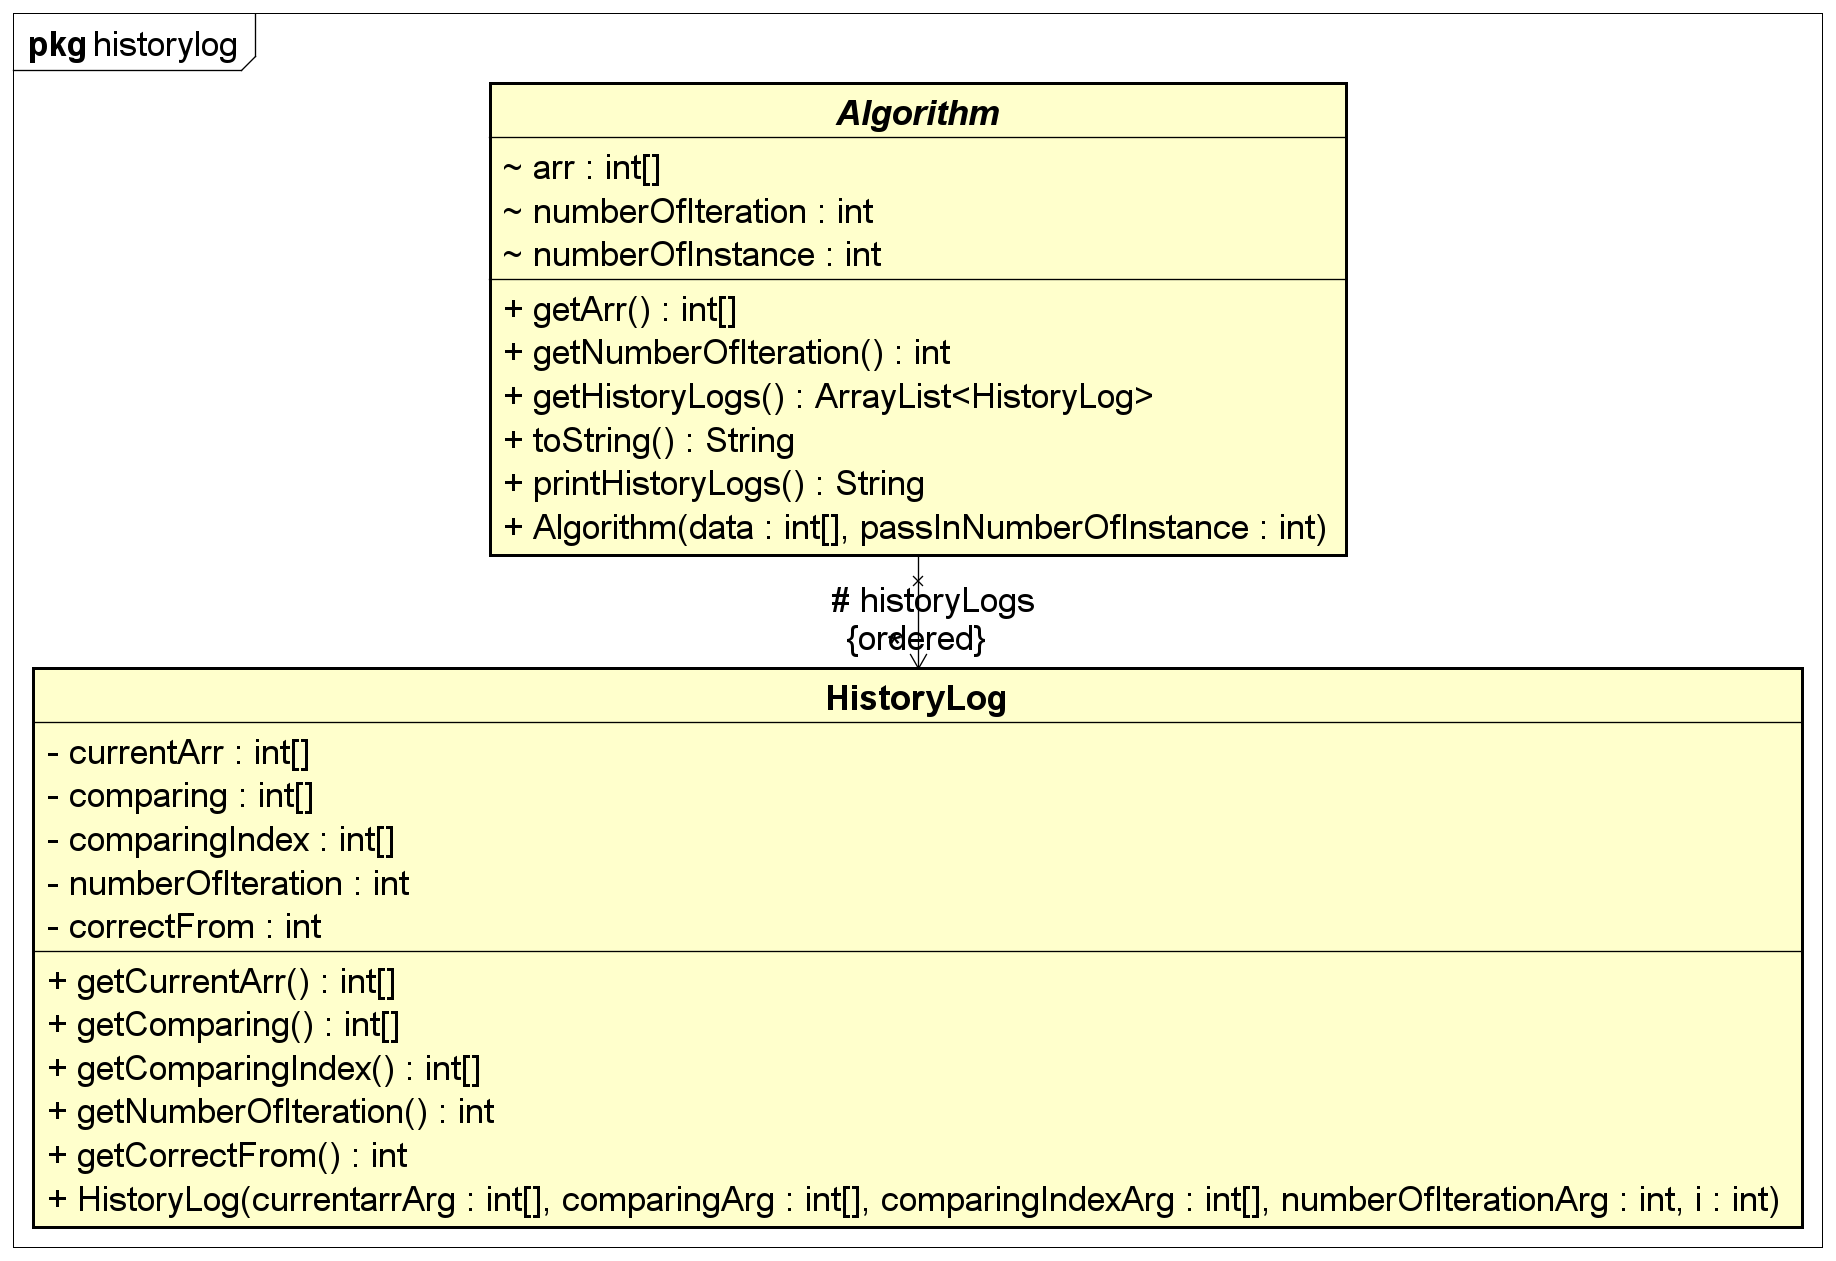 pkg historylog
Algorithm
~ arr : int[]
~ numberOfIteration : int
~ numberOfInstance : int
+ getArr() : int[]
+ getNumberOfIteration() : int
+ getHistoryLogs() : ArrayList<HistoryLog>
+ toString() : String
+ printHistoryLogs() : String
+ Algorithm(data : int[], passInNumberOfInstance : int)
# historyLogs
{ordered}
*
HistoryLog
- currentArr : int[]
- comparing : int[]
- comparingIndex : int[]
- numberOfIteration : int
- correctFrom : int
+ getCurrentArr() : int[]
+ getComparing() : int[]
+ getComparingIndex() : int[]
+ getNumberOfIteration() : int
+ getCorrectFrom() : int
+ HistoryLog(currentarrArg : int[], comparingArg : int[], comparingIndexArg : int[], numberOfIterationArg : int, i : int)